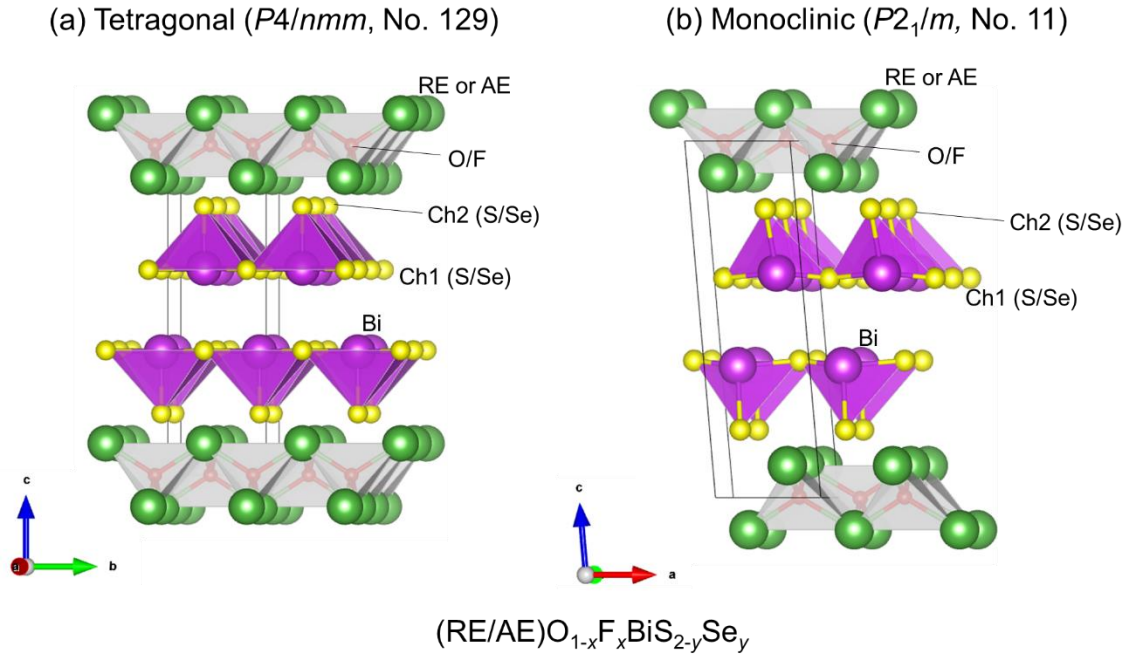 (a) Tetragonal (P4/nmm, No. 129)
(b) Monoclinic (P2₁/m, No. 11)
RE or AE
O/F
Ch2 (S/Se)
Ch1 (S/Se)
Bi
c
b
a
RE or AE
O/F
Ch2 (S/Se)
Ch1 (S/Se)
Bi
c
a
(RE/AE)O₁₋ₓFₓBiS₂₋ᵧSeᵧ